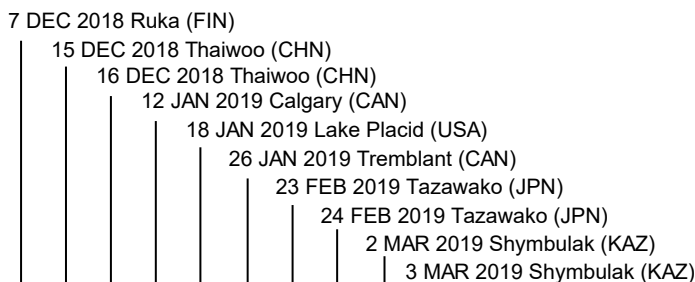 7 DEC 2018 Ruka (FIN)
15 DEC 2018 Thaiwoo (CHN)
16 DEC 2018 Thaiwoo (CHN)
12 JAN 2019 Calgary (CAN)
18 JAN 2019 Lake Placid (USA)
26 JAN 2019 Tremblant (CAN)
23 FEB 2019 Tazawako (JPN)
24 FEB 2019 Tazawako (JPN)
2 MAR 2019 Shymbulak (KAZ)
3 MAR 2019 Shymbulak (KAZ)